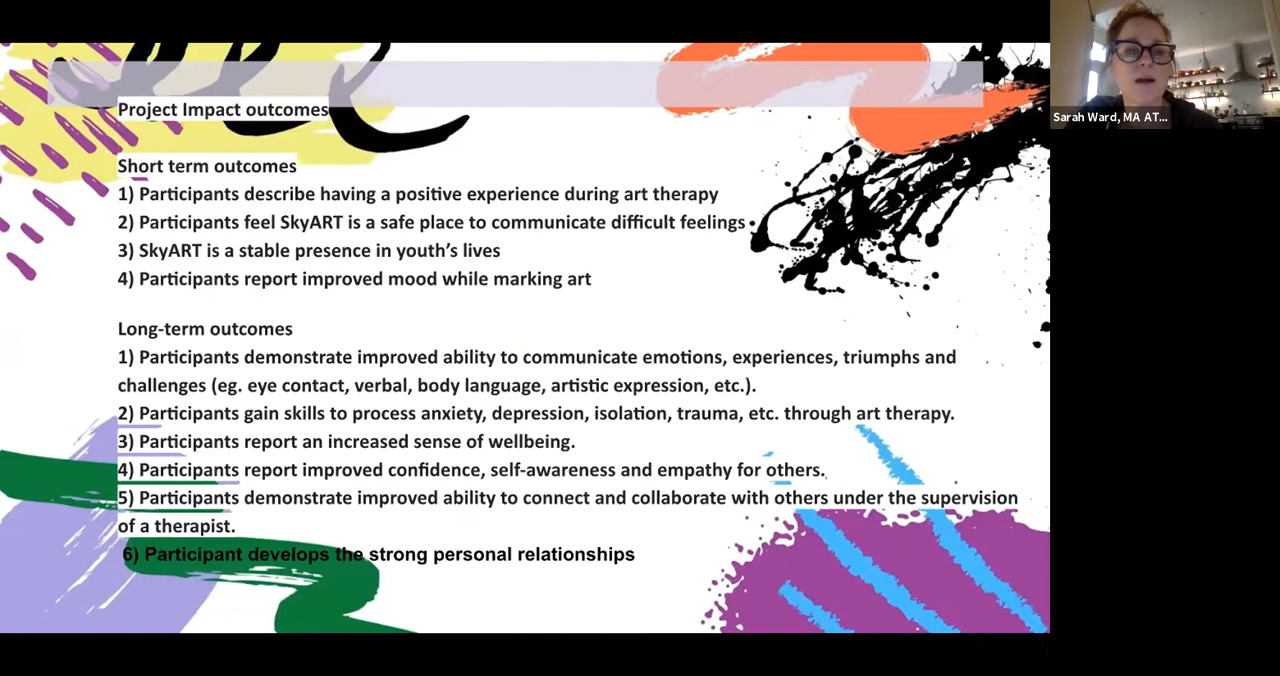 Project Impact outcomes
Short term outcomes
1) Participants describe having a positive experience during art therapy
2) Participants feel SkyART is a safe place to communicate difficult feelings
3) SkyART is a stable presence in youth’s lives
4) Participants report improved mood while marking art
Long-term outcomes
1) Participants demonstrate improved ability to communicate emotions, experiences, triumphs and
challenges (eg. eye contact, verbal, body language, artistic expression, etc.).
2) Participants gain skills to process anxiety, depression, isolation, trauma, etc. through art therapy.
3) Participants report an increased sense of wellbeing.
4) Participants report improved confidence, self-awareness and empathy for others.
5) Participants demonstrate improved ability to connect and collaborate with others under the supervision
of a therapist.
6) Participant develops the strong personal relationships
Sarah Ward, MA AT...